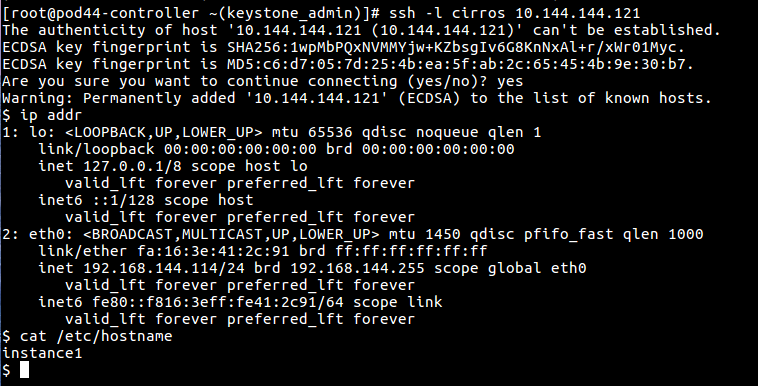 [root@pod44-controller ~(keystone_admin)]# ssh -l cirros 10.144.144.121
The authenticity of host '10.144.144.121 (10.144.144.121)' can't be established.
ECDSA key fingerprint is SHA256:1wpMbPQxNVMMYjw+KZbsgIv6G8KnNxAl+r/xWr01Myc.
ECDSA key fingerprint is MD5:c6:d7:05:7d:25:4b:ea:5f:ab:2c:65:45:4b:9e:30:b7.
Are you sure you want to continue connecting (yes/no)? yes
Warning: Permanently added '10.144.144.121' (ECDSA) to the list of known hosts.
$ ip addr
1: lo: <LOOPBACK,UP,LOWER_UP> mtu 65536 qdisc noqueue qlen 1
    link/loopback 00:00:00:00:00:00 brd 00:00:00:00:00:00
    inet 127.0.0.1/8 scope host lo
       valid_lft forever preferred_lft forever
    inet6 ::1/128 scope host
       valid_lft forever preferred_lft forever
2: eth0: <BROADCAST,MULTICAST,UP,LOWER_UP> mtu 1450 qdisc pfifo_fast qlen 1000
    link/ether fa:16:3e:41:2c:91 brd ff:ff:ff:ff:ff:ff
    inet 192.168.144.114/24 brd 192.168.144.255 scope global eth0
       valid_lft forever preferred_lft forever
    inet6 fe80::f816:3eff:fe41:2c91/64 scope link
       valid_lft forever preferred_lft forever
$ cat /etc/hostname
instance1
$